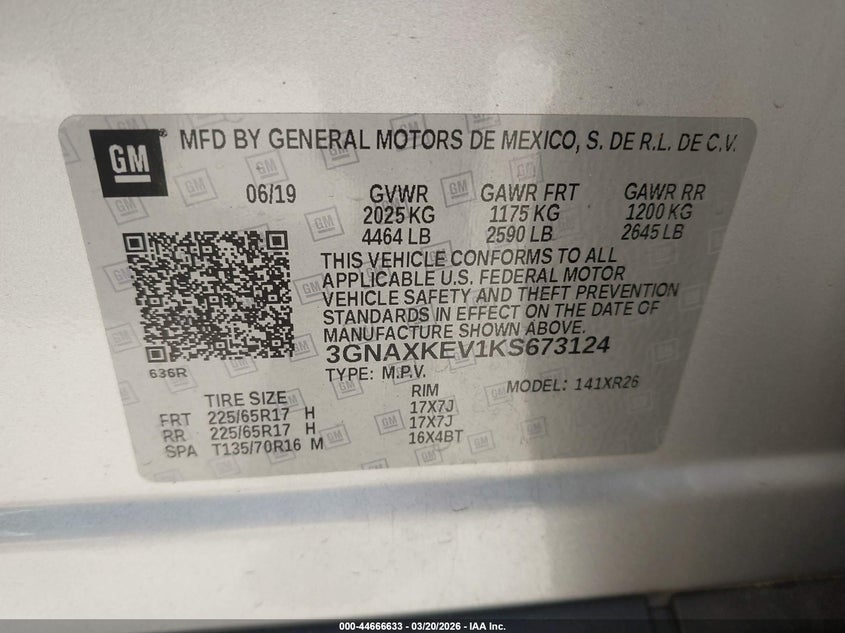 GM
MFD BY GENERAL MOTORS DE MEXICO, S. DE R.L. DE C.V.
06/19 GVWR GAWR FRT GAWR RR
2025 KG 1175 KG 1200 KG
4464 LB 2590 LB 2645 LB
THIS VEHICLE CONFORMS TO ALL
APPLICABLE U.S. FEDERAL MOTOR
VEHICLE SAFETY AND THEFT PREVENTION
STANDARDS IN EFFECT ON THE DATE OF
MANUFACTURE SHOWN ABOVE.
3GNAXKEV1KS673124
636R
TYPE: M.P.V. MODEL: 141XR26
TIRE SIZE RIM
FRT 225/65R17 H 17X7J
RR 225/65R17 H 17X7J
SPA T135/70R16 M 16X4BT
000-44666633 / 03/20/2026 - IAA Inc.